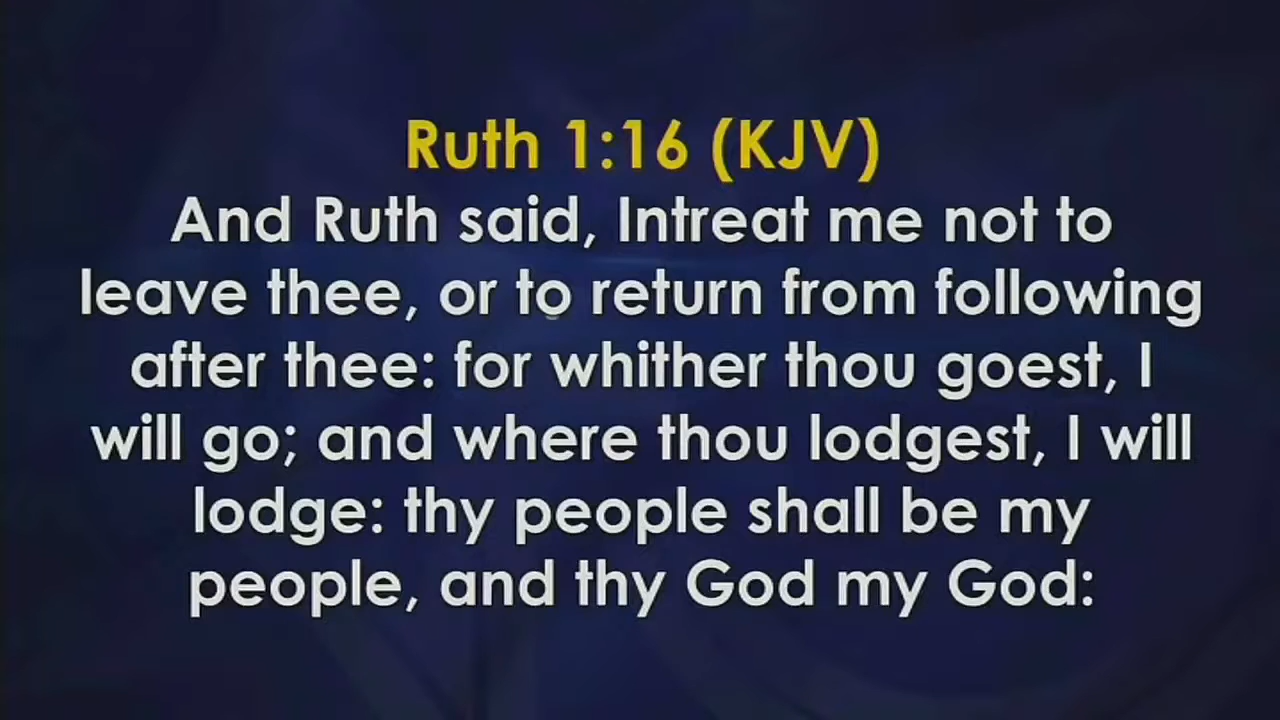 Ruth 1:16 (KJV)
And Ruth said, Intreat me not to
leave thee, or to return from following
after thee: for whither thou goest, I
will go; and where thou lodgest, I will
lodge: thy people shall be my
people, and thy God my God: